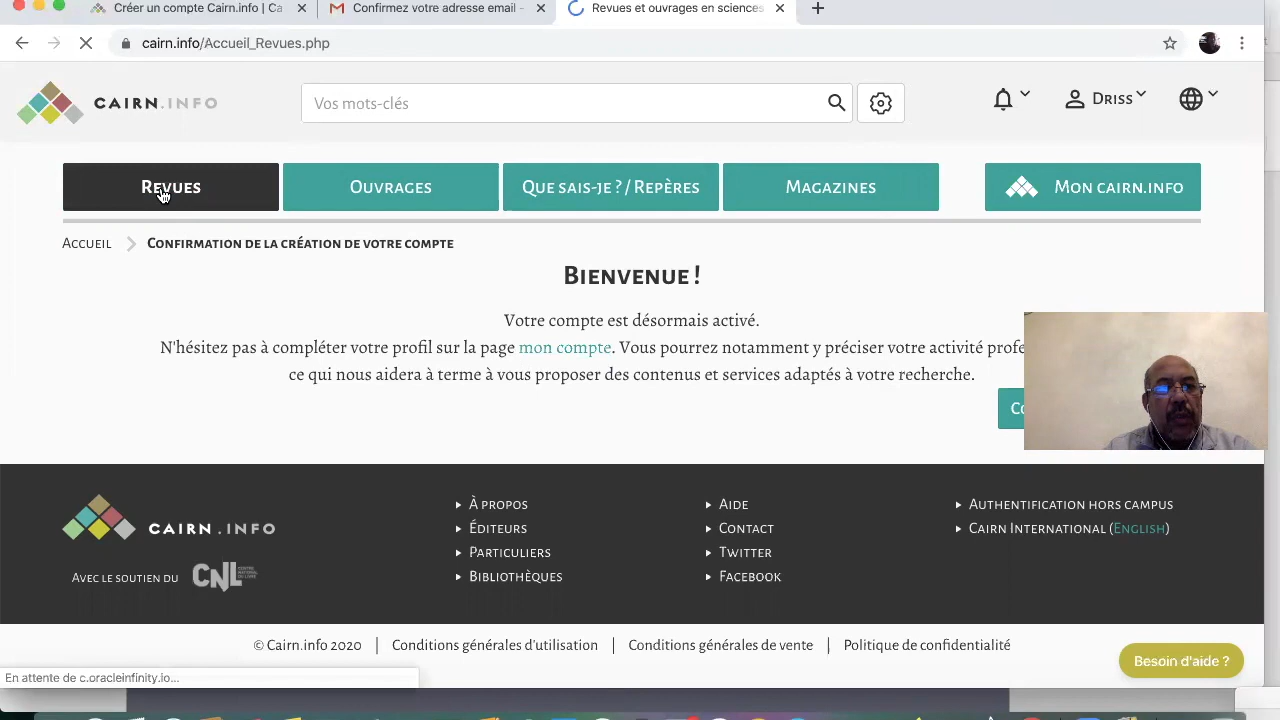 Créer un compte Cairn.info | Ca
Confirmez votre adresse email -
Revues et ouvrages en sciences
cairn.info/Accueil_Revues.php
CAIRN.INFO
Vos mots-clés
Driss
Revues
Ouvrages
Que sais-je ? / Repères
Magazines
Mon cairn.info
Accueil
Confirmation de la création de votre compte
Bienvenue !
Votre compte est désormais activé.
N'hésitez pas à compléter votre profil sur la page mon compte. Vous pourrez notamment y préciser votre activité profe
ce qui nous aidera à terme à vous proposer des contenus et services adaptés à votre recherche.
Co
CAIRN.INFO
Avec le soutien du CNL
À propos
Éditeurs
Particuliers
Bibliothèques
Aide
Contact
Twitter
Facebook
Authentification hors campus
Cairn International (English)
© Cairn.info 2020 | Conditions générales d'utilisation | Conditions générales de vente | Politique de confidentialité
Besoin d'aide ?
En attente de c.oracleinfinity.io...